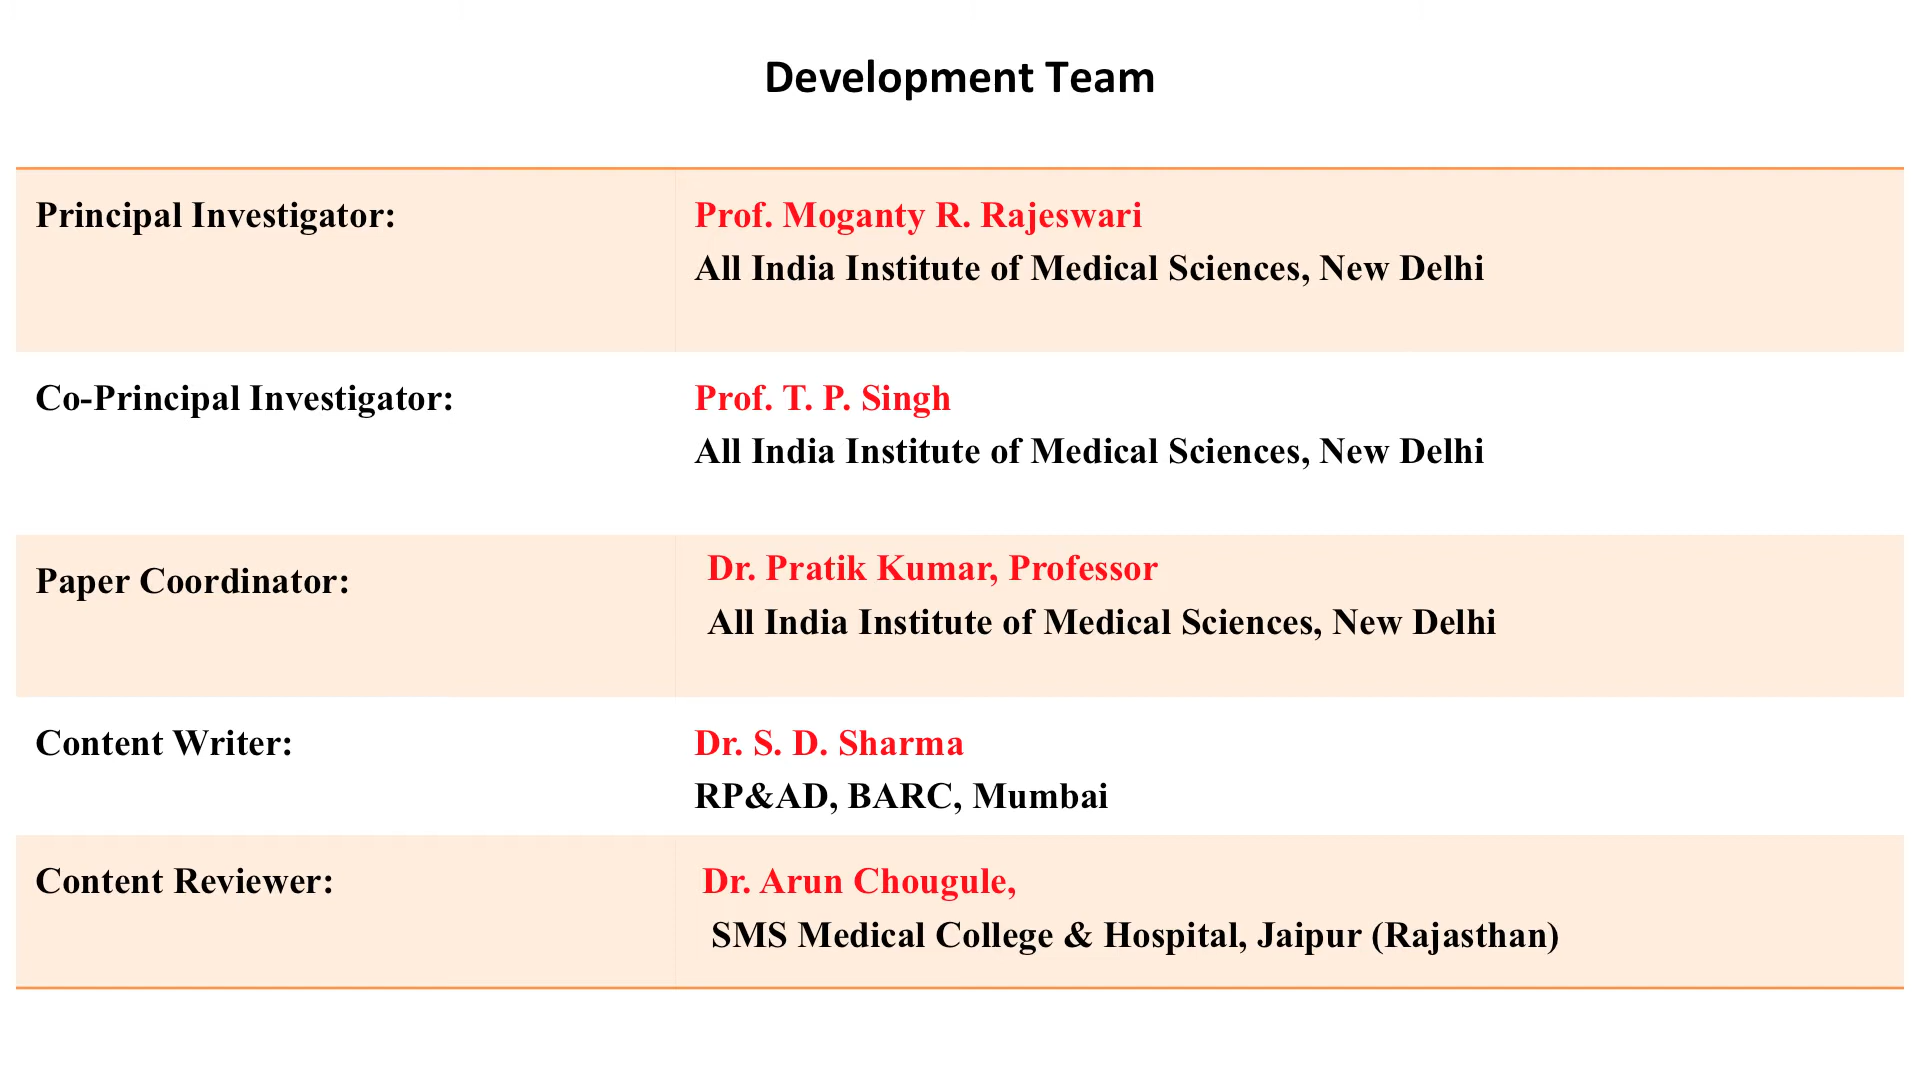 Development Team
Principal Investigator:
Prof. Moganty R. Rajeswari
All India Institute of Medical Sciences, New Delhi
Co-Principal Investigator:
Prof. T. P. Singh
All India Institute of Medical Sciences, New Delhi
Paper Coordinator:
Dr. Pratik Kumar, Professor
All India Institute of Medical Sciences, New Delhi
Content Writer:
Dr. S. D. Sharma
RP&AD, BARC, Mumbai
Content Reviewer:
Dr. Arun Chougule,
SMS Medical College & Hospital, Jaipur (Rajasthan)